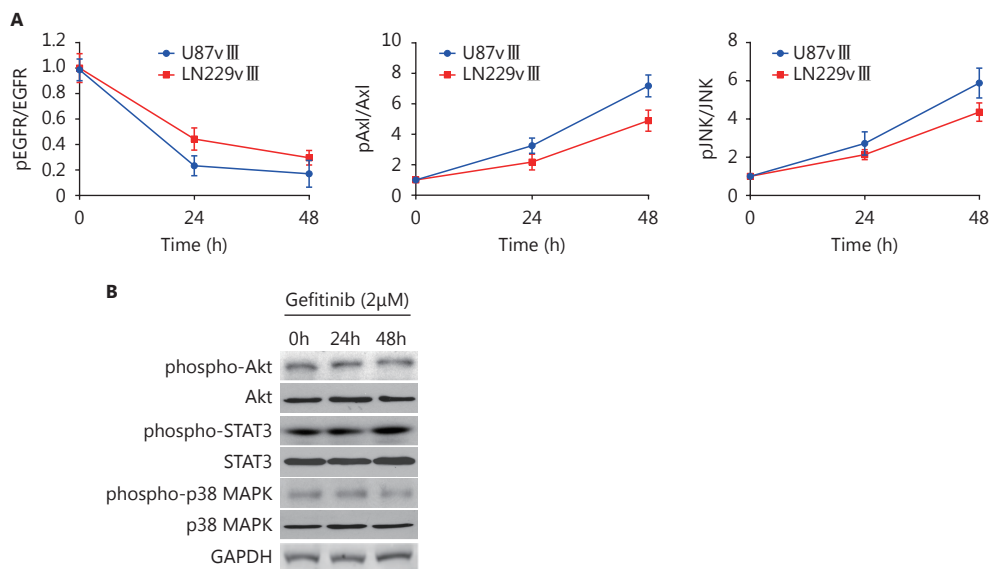 A
pEGFR/EGFR
1.2
1.0
0.8
0.6
0.4
0.2
0
0
24
48
Time (h)
U87vⅢ
LN229vⅢ
pAxl/Axl
10
8
6
4
2
0
0
24
48
Time (h)
U87vⅢ
LN229vⅢ
pJNK/JNK
8
6
4
2
0
0
24
48
Time (h)
U87vⅢ
LN229vⅢ
B
Gefitinib (2μM)
0h 24h 48h
phospho-Akt
Akt
phospho-STAT3
STAT3
phospho-p38 MAPK
p38 MAPK
GAPDH